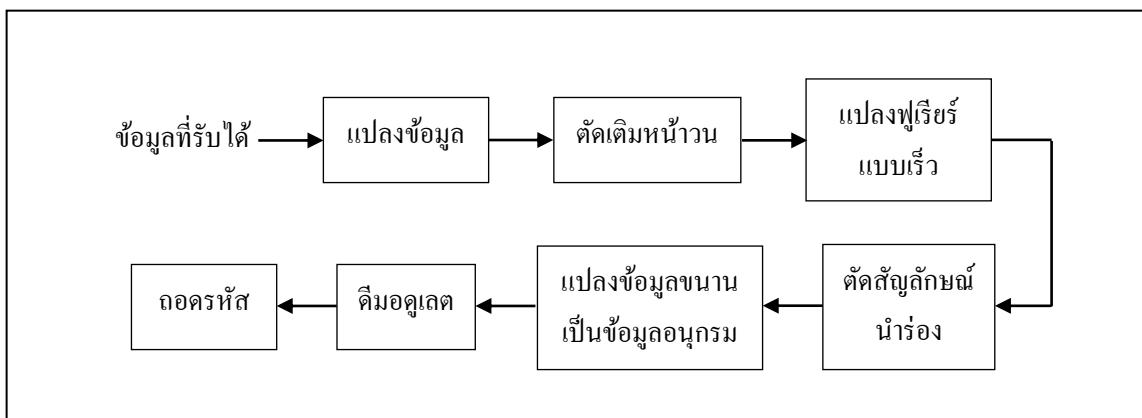 ข้อมูลที่รับได้
แปลงข้อมูล
ตัดเติมหน้าวน
แปลงฟูเรียร์
แบบเร็ว
ตัดสัญลักษณ์
นำร่อง
แปลงข้อมูลขนาน
เป็นข้อมูลอนุกรม
ดีมอดูเลต
ถอดรหัส